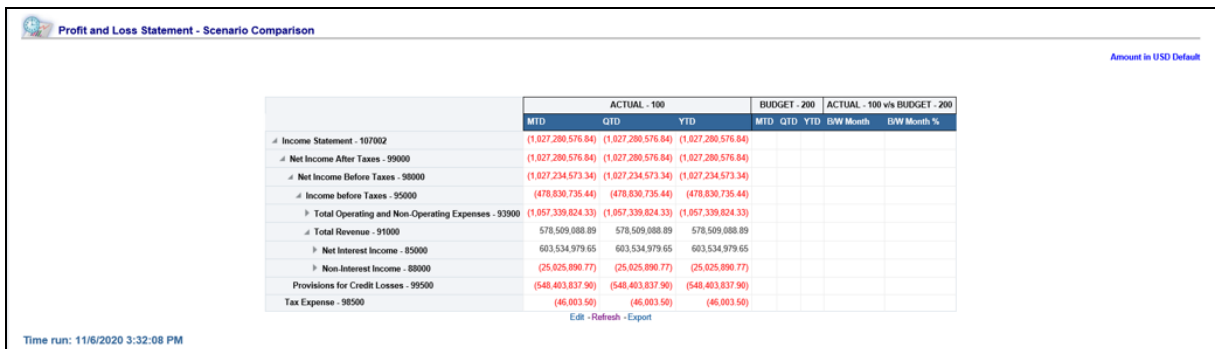 Profit and Loss Statement - Scenario Comparison
Amount in USD Default
ACTUAL - 100 BUDGET - 200 ACTUAL - 100 v/s BUDGET - 200
MTD QTD YTD MTD QTD YTD B/W Month B/W Month %
Income Statement - 107002 (1,027,280,576.84) (1,027,280,576.84) (1,027,280,576.84)
Net Income After Taxes - 99000 (1,027,280,576.84) (1,027,280,576.84) (1,027,280,576.84)
Net Income Before Taxes - 98000 (1,027,234,573.34) (1,027,234,573.34) (1,027,234,573.34)
Income before Taxes - 95000 (478,830,735.44) (478,830,735.44) (478,830,735.44)
Total Operating and Non-Operating Expenses - 93900 (1,057,339,824.33) (1,057,339,824.33) (1,057,339,824.33)
Total Revenue - 91000 578,509,088.89 578,509,088.89 578,509,088.89
Net Interest Income - 85000 603,534,979.65 603,534,979.65 603,534,979.65
Non-Interest Income - 88000 (25,025,890.77) (25,025,890.77) (25,025,890.77)
Provisions for Credit Losses - 99500 (548,403,837.90) (548,403,837.90) (548,403,837.90)
Tax Expense - 98500 (46,003.50) (46,003.50) (46,003.50)
Edit - Refresh - Export
Time run: 11/6/2020 3:32:08 PM